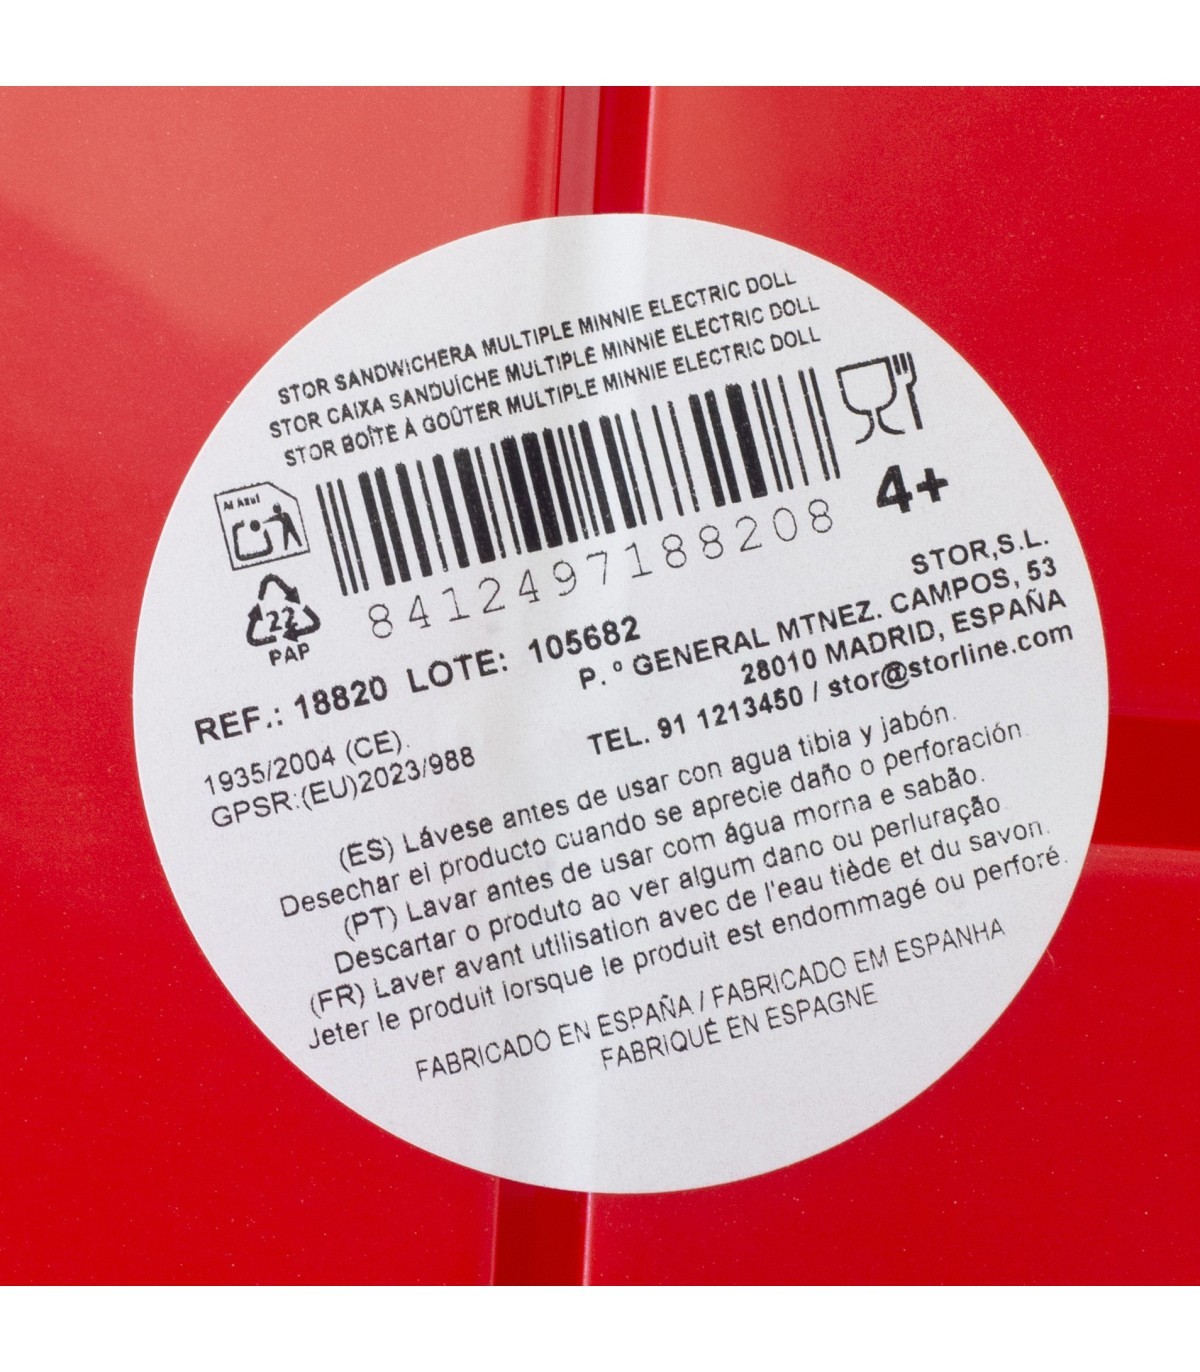 STOR SANDWICHERA MULTIPLE MINNIE ELECTRIC DOLL
STOR CAIXA SANDUÍCHE MULTIPLE MINNIE ELECTRIC DOLL
STOR BOÎTE À GOÛTER MULTIPLE MINNIE ELECTRIC DOLL
Al Azul
22
PAP
8412497188208
4+
REF.: 18820 LOTE: 105682
1935/2004 (CE).
GPSR:(EU)2023/988
STOR,S.L.
P.º GENERAL MTNEZ. CAMPOS, 53
28010 MADRID, ESPAÑA
TEL. 91 1213450 / stor@storline.com
(ES) Lávese antes de usar con agua tibia y jabón.
Desechar el producto cuando se aprecie daño o perforación.
(PT) Lavar antes de usar com água morna e sabão.
Descartar o produto ao ver algum dano ou perluração.
(FR) Laver avant utilisation avec de l'eau tiède et du savon.
Jeter le produit lorsque le produit est endommagé ou perforé.
FABRICADO EN ESPAÑA / FABRICADO EM ESPANHA
FABRIQUÉ EN ESPAGNE